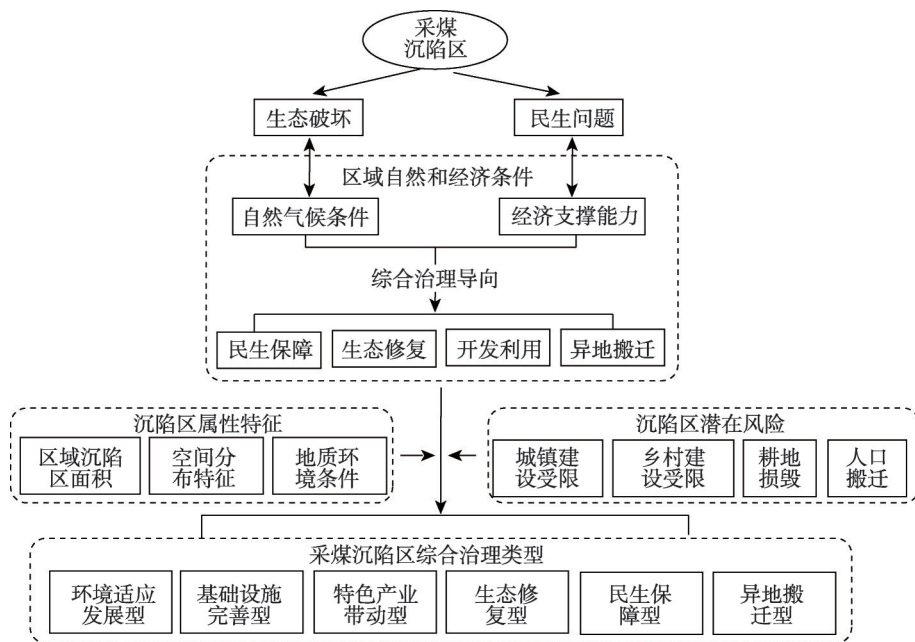 采煤
沉陷区
生态破坏
民生问题
区域自然和经济条件
自然气候条件
经济支撑能力
综合治理导向
民生保障
生态修复
开发利用
异地搬迁
沉陷区属性特征
区域沉陷
区面积
空间分
布特征
地质环
境条件
沉陷区潜在风险
城镇建
设受限
乡村建
设受限
耕地
损毁
人口
搬迁
采煤沉陷区综合治理类型
环境适应
发展型
基础设施
完善型
特色产业
带动型
生态修
复型
民生保
障型
异地搬
迁型